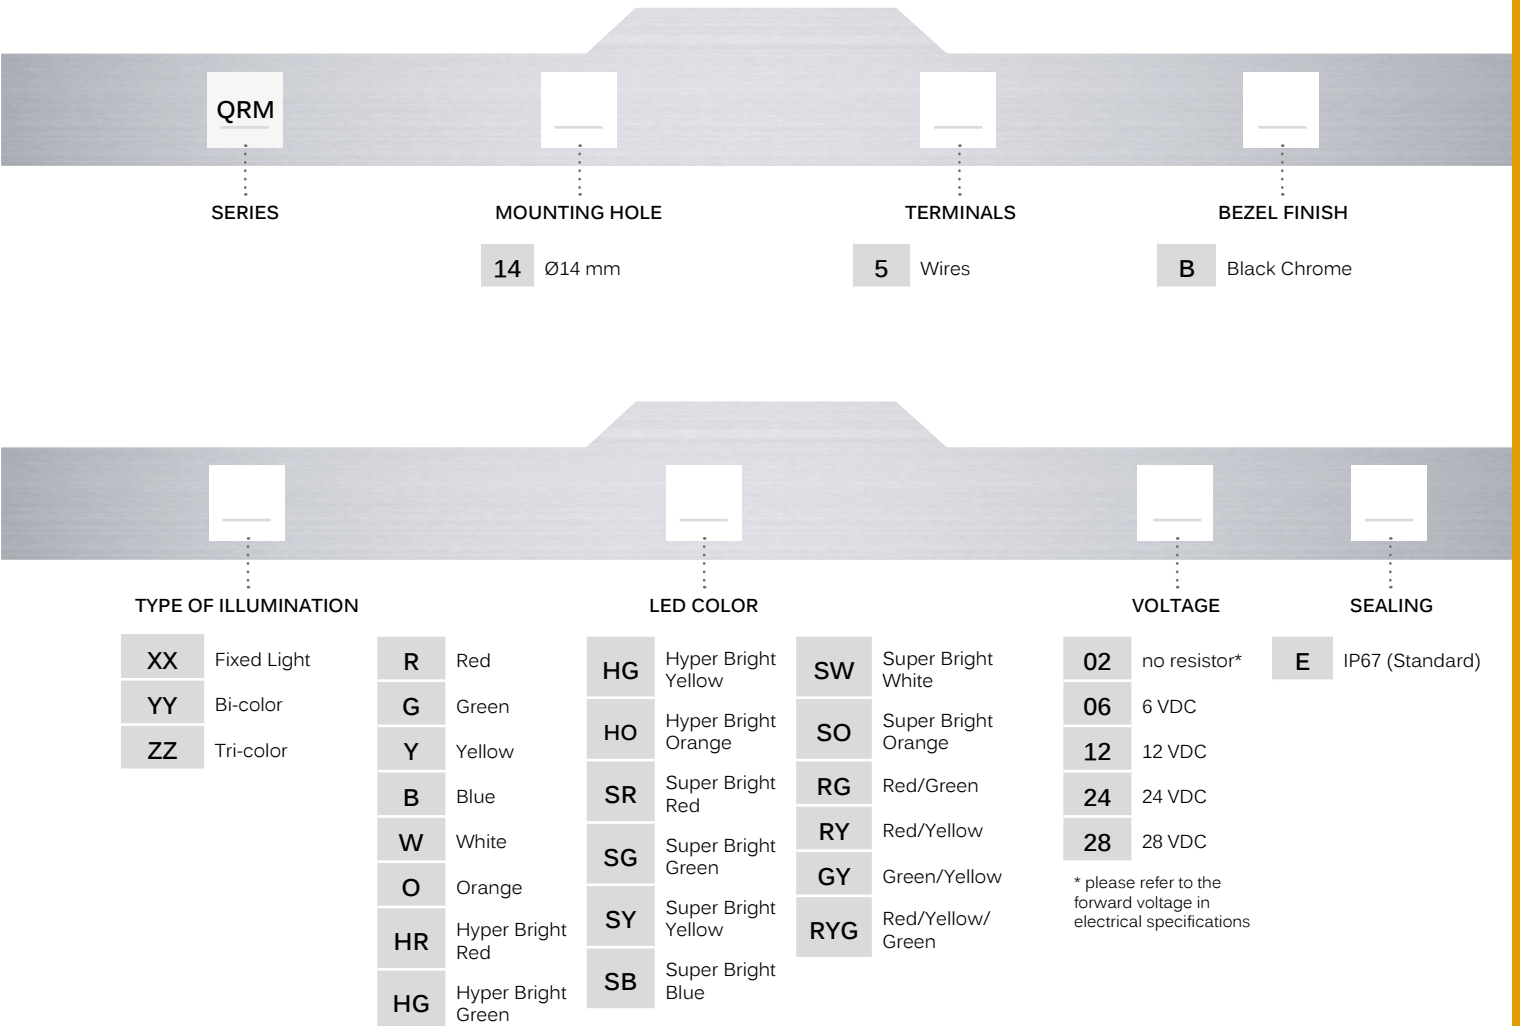 QRM
SERIES
MOUNTING HOLE
TERMINALS
BEZEL FINISH
14 Ø14 mm
5 Wires
B Black Chrome
TYPE OF ILLUMINATION
LED COLOR
VOLTAGE
SEALING
XX Fixed Light
YY Bi-color
ZZ Tri-color
R Red
G Green
Y Yellow
B Blue
W White
O Orange
HR Hyper Bright
Red
HG Hyper Bright
Green
HG Hyper Bright
Yellow
HO Hyper Bright
Orange
SR Super Bright
Red
SG Super Bright
Green
SY Super Bright
Yellow
SB Super Bright
Blue
SW Super Bright
White
SO Super Bright
Orange
RG Red/Green
RY Red/Yellow
GY Green/Yellow
RYG Red/Yellow/
Green
02 no resistor*
06 6 VDC
12 12 VDC
24 24 VDC
28 28 VDC
* please refer to the
forward voltage in
electrical specifications
E IP67 (Standard)